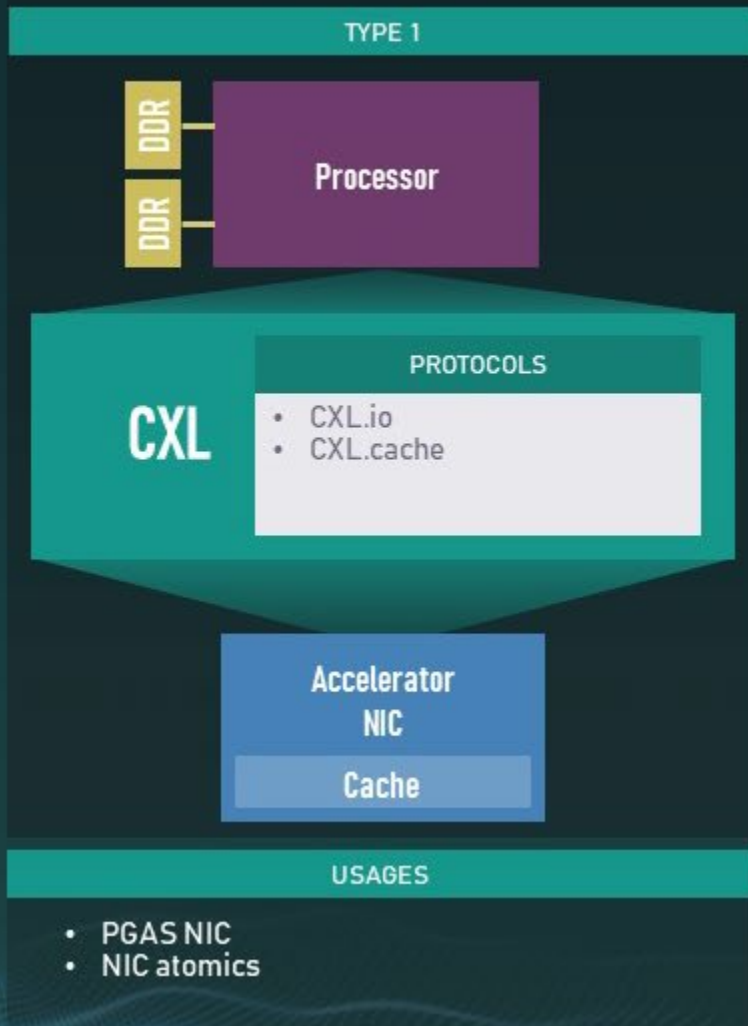 TYPE 1
DDR
DDR
Processor
CXL
PROTOCOLS
• CXL.io
• CXL.cache
Accelerator
NIC
Cache
USAGES
• PGAS NIC
• NIC atomics